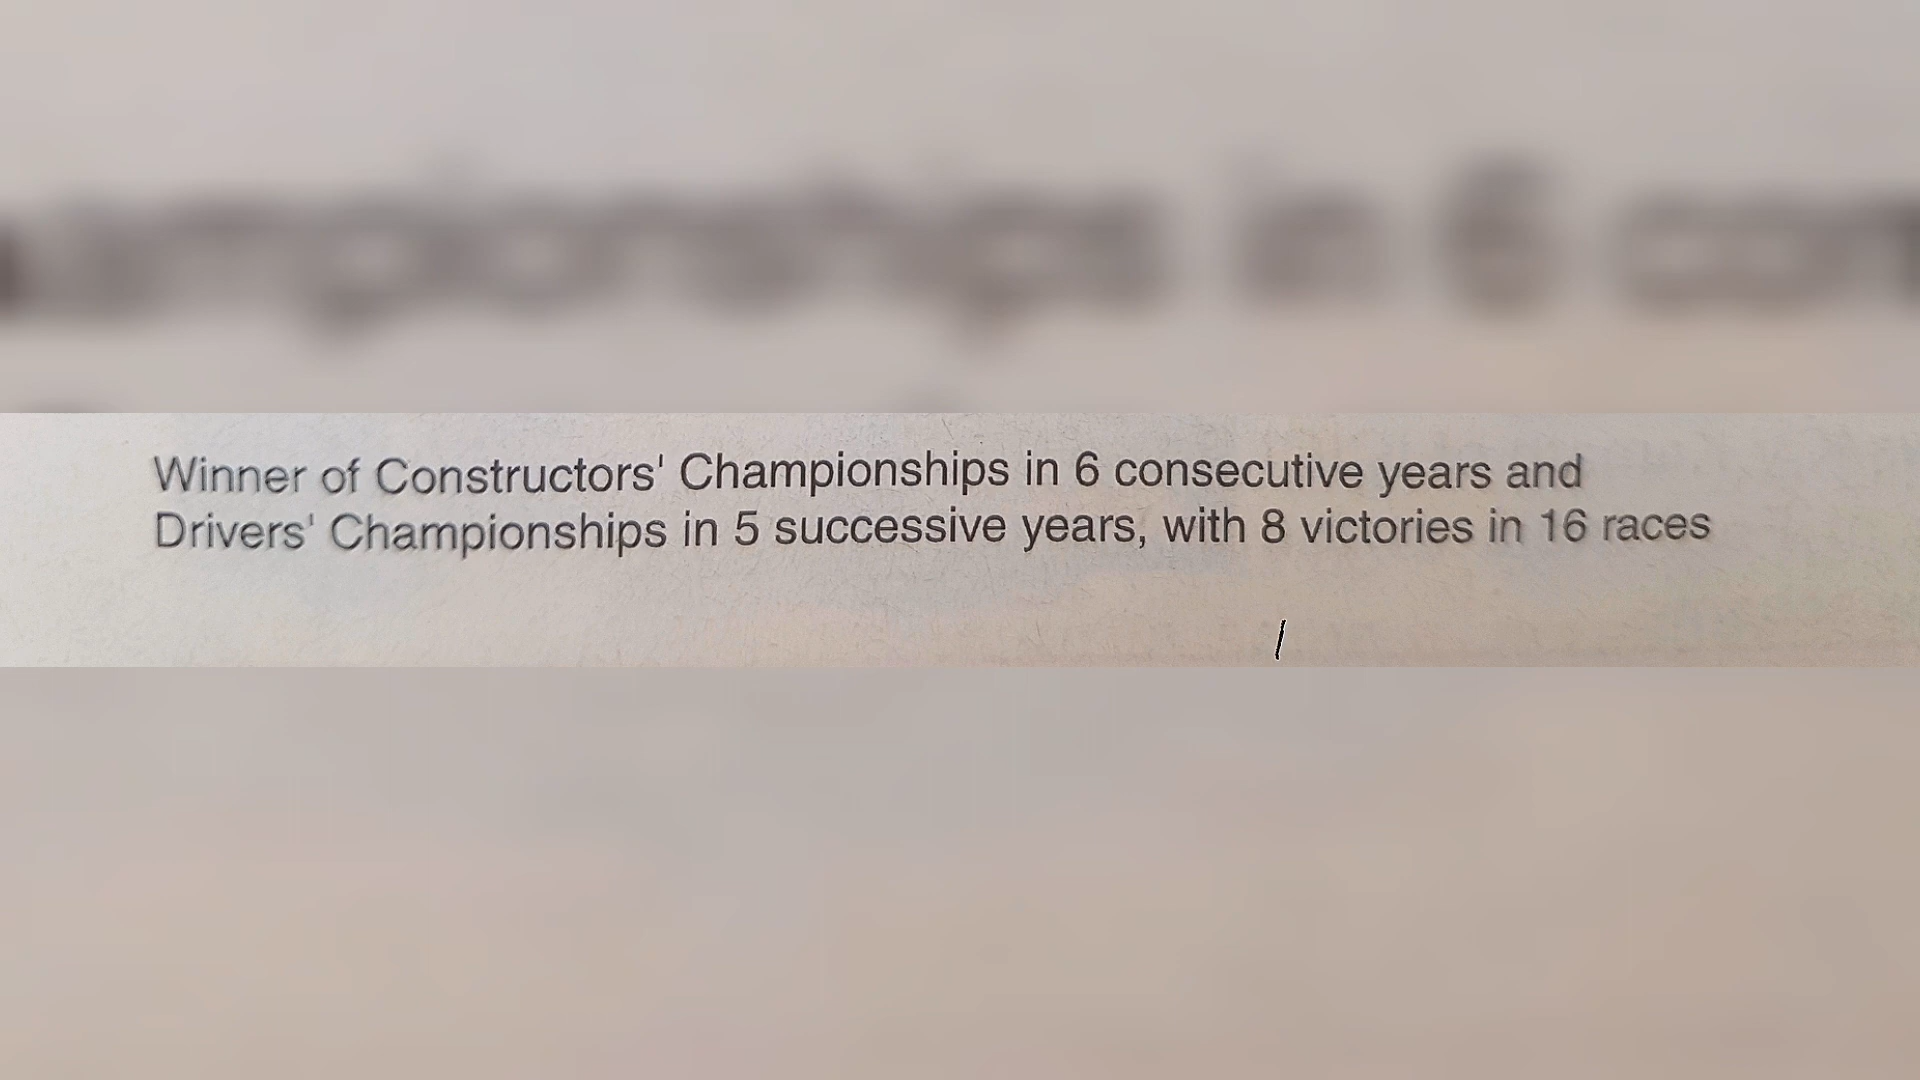 Winner of Constructors' Championships in 6 consecutive years and
Drivers' Championships in 5 successive years, with 8 victories in 16 races